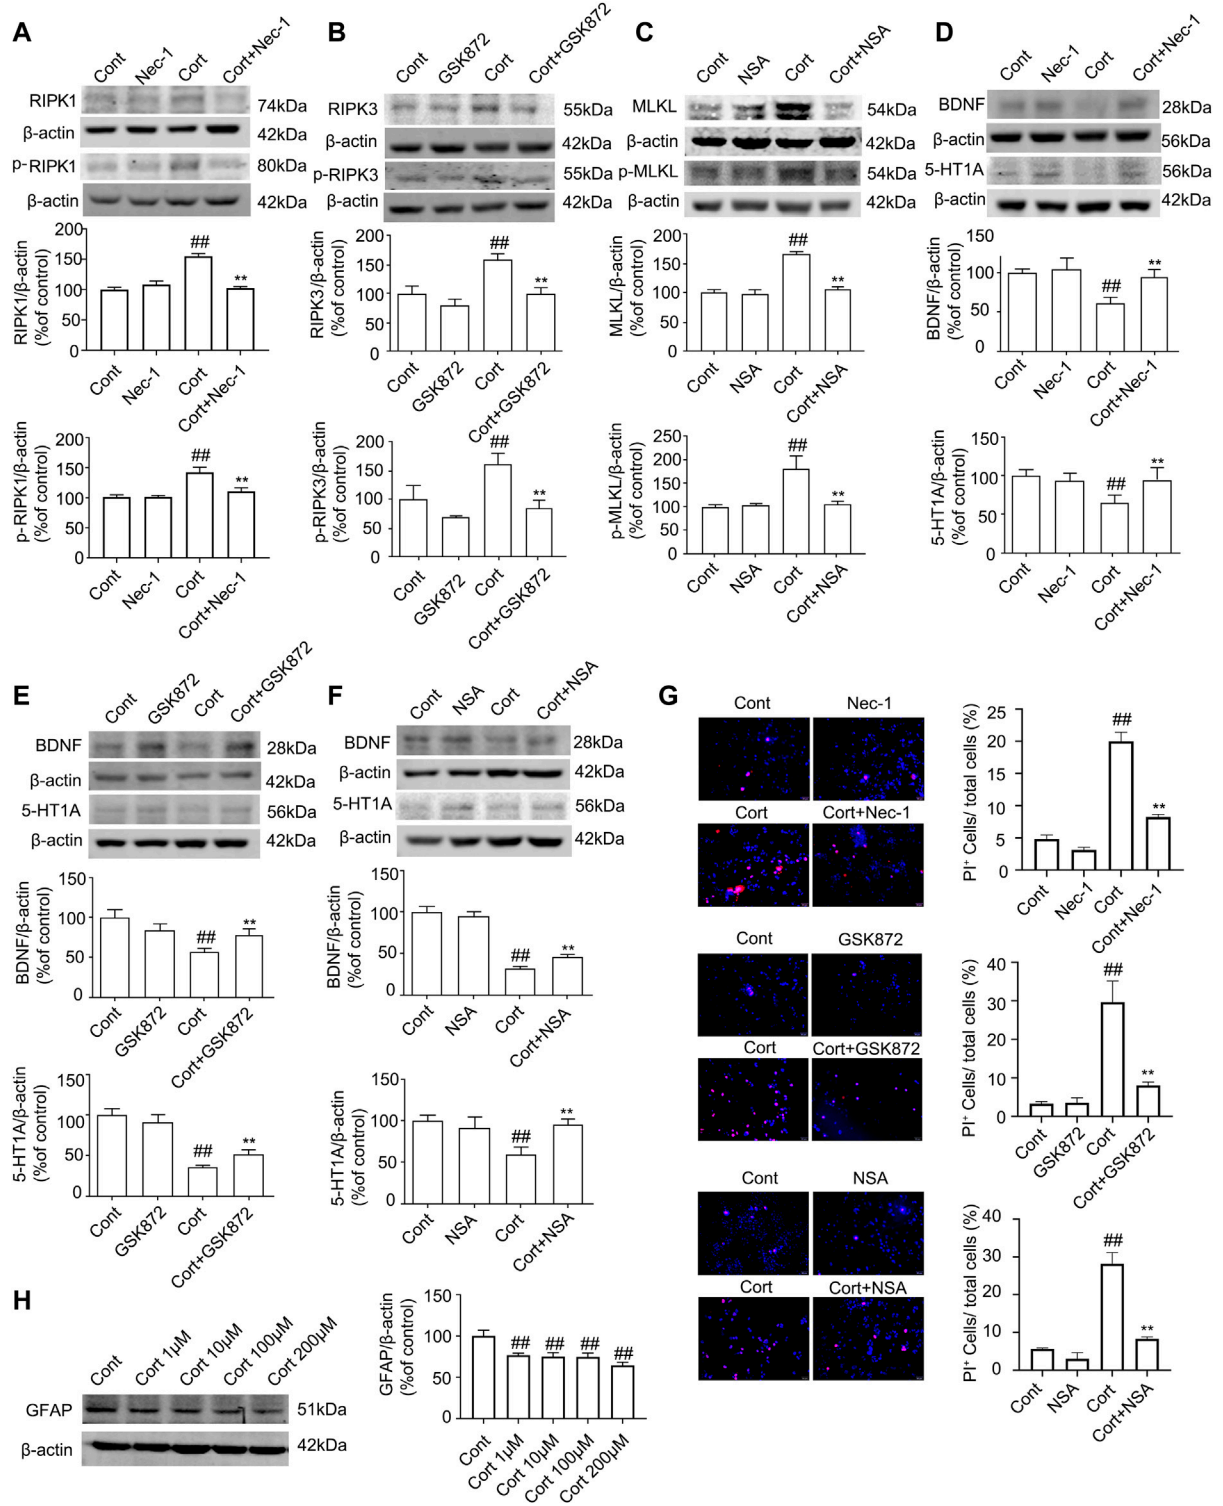 A
Cont
Nec-1
Cort
Cort+Nec-1
RIPK1
74kDa
β-actin
42kDa
p-RIPK1
80kDa
β-actin
42kDa
RIPK1/β-actin
(%of control)
200
150
100
50
0
Cont
Nec-1
Cort
Cort+Nec-1
##
**
p-RIPK1/β-actin
(%of control)
200
150
100
50
0
Cont
Nec-1
Cort
Cort+Nec-1
##
**
B
Cont
GSK872
Cort
Cort+GSK872
RIPK3
55kDa
β-actin
42kDa
p-RIPK3
55kDa
β-actin
42kDa
RIPK3/β-actin
(%of control)
200
150
100
50
0
Cont
GSK872
Cort
Cort+GSK872
##
**
p-RIPK3/β-actin
(%of control)
200
150
100
50
0
Cont
GSK872
Cort
Cort+GSK872
##
**
C
Cont
NSA
Cort
Cort+NSA
MLKL
54kDa
β-actin
42kDa
p-MLKL
54kDa
β-actin
42kDa
MLKL/β-actin
(%of control)
200
150
100
50
0
Cont
NSA
Cort
Cort+NSA
##
**
p-MLKL/β-actin
(%of control)
250
200
150
100
50
0
Cont
NSA
Cort
Cort+NSA
##
**
D
Cont
Nec-1
Cort
Cort+Nec-1
BDNF
28kDa
β-actin
56kDa
5-HT1A
56kDa
β-actin
42kDa
BDNF/β-actin
(%of control)
150
100
50
0
Cont
Nec-1
Cort
Cort+Nec-1
##
**
5-HT1A/β-actin
(%of control)
150
100
50
0
Cont
Nec-1
Cort
Cort+Nec-1
##
**
E
Cont
GSK872
Cort
Cort+GSK872
BDNF
28kDa
β-actin
42kDa
5-HT1A
56kDa
β-actin
42kDa
BDNF/β-actin
(%of control)
150
100
50
0
Cont
GSK872
Cort
Cort+GSK872
##
**
5-HT1A/β-actin
(%of control)
150
100
50
0
Cont
GSK872
Cort
Cort+GSK872
##
**
F
Cont
NSA
Cort
Cort+NSA
BDNF
28kDa
β-actin
42kDa
5-HT1A
56kDa
β-actin
42kDa
BDNF/β-actin
(%of control)
150
100
50
0
Cont
NSA
Cort
Cort+NSA
##
**
5-HT1A/β-actin
(%of control)
150
100
50
0
Cont
NSA
Cort
Cort+NSA
##
**
G
Cont
Nec-1
Cort
Cort+Nec-1
PI⁺ Cells/ total cells (%)
25
20
15
10
5
0
Cont
Nec-1
Cort
Cort+Nec-1
##
**
Cont
GSK872
Cort
Cort+GSK872
PI⁺ Cells/ total cells (%)
40
30
20
10
0
Cont
GSK872
Cort
Cort+GSK872
##
**
Cont
NSA
Cort
Cort+NSA
PI⁺ Cells/ total cells (%)
40
30
20
10
0
Cont
NSA
Cort
Cort+NSA
##
**
H
Cont
Cort 1μM
Cort 10μM
Cort 100μM
Cort 200μM
GFAP
51kDa
β-actin
42kDa
GFAP/β-actin
(%of control)
150
100
50
0
Cont
Cort 1μM
Cort 10μM
Cort 100μM
Cort 200μM
##
##
##
##